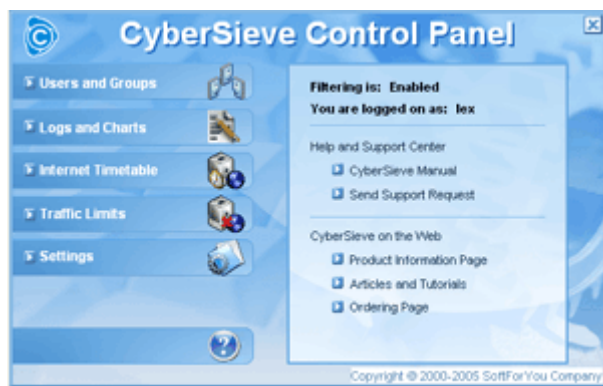 CyberSieve Control Panel
Users and Groups
Logs and Charts
Internet Timetable
Traffic Limits
Settings
Filtering is: Enabled
You are logged on as: lex
Help and Support Center
CyberSieve Manual
Send Support Request
CyberSieve on the Web
Product Information Page
Articles and Tutorials
Ordering Page
Copyright © 2000-2005 SoftForYou Company